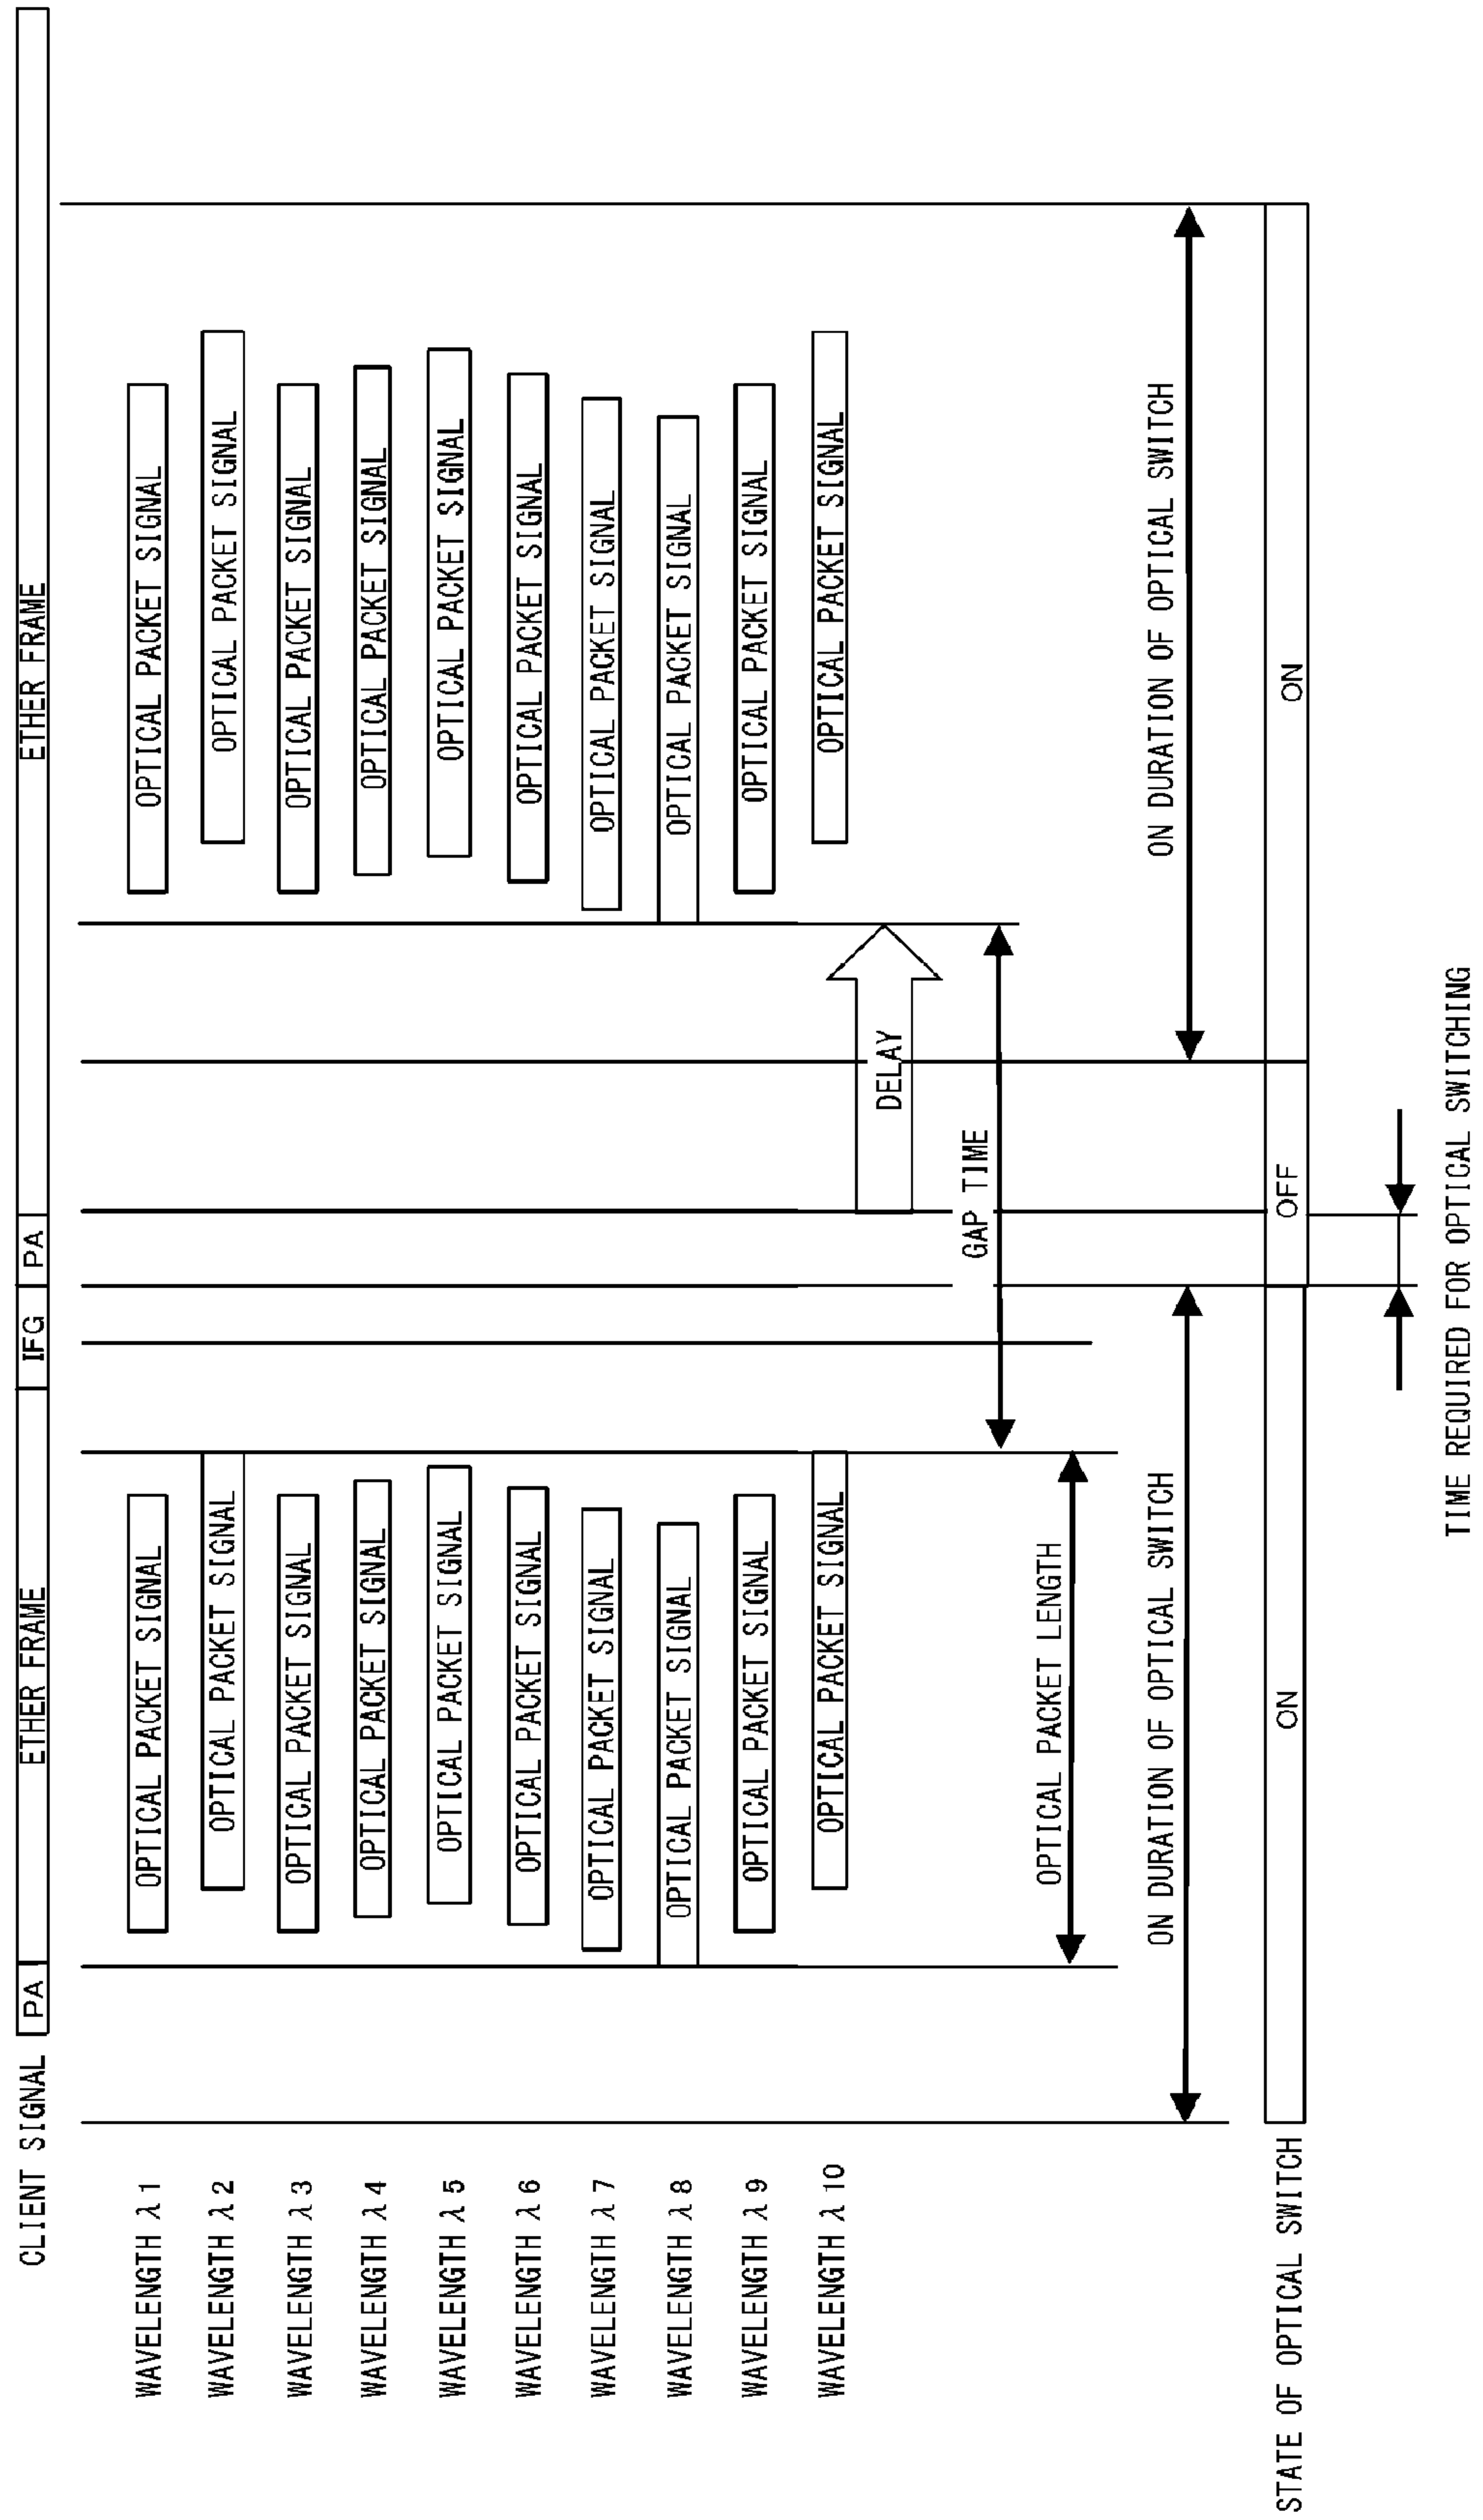 CLIENT SIGNAL PA ETHER FRAME IFG PA ETHER FRAME
WAVELENGTH λ1 OPTICAL PACKET SIGNAL OPTICAL PACKET SIGNAL
WAVELENGTH λ2 OPTICAL PACKET SIGNAL OPTICAL PACKET SIGNAL
WAVELENGTH λ3 OPTICAL PACKET SIGNAL OPTICAL PACKET SIGNAL
WAVELENGTH λ4 OPTICAL PACKET SIGNAL OPTICAL PACKET SIGNAL
WAVELENGTH λ5 OPTICAL PACKET SIGNAL OPTICAL PACKET SIGNAL
WAVELENGTH λ6 OPTICAL PACKET SIGNAL OPTICAL PACKET SIGNAL
WAVELENGTH λ7 OPTICAL PACKET SIGNAL OPTICAL PACKET SIGNAL
WAVELENGTH λ8 OPTICAL PACKET SIGNAL OPTICAL PACKET SIGNAL
WAVELENGTH λ9 OPTICAL PACKET SIGNAL OPTICAL PACKET SIGNAL
WAVELENGTH λ10 OPTICAL PACKET SIGNAL OPTICAL PACKET SIGNAL
DELAY
GAP TIME
OPTICAL PACKET LENGTH
ON DURATION OF OPTICAL SWITCH ON DURATION OF OPTICAL SWITCH
STATE OF OPTICAL SWITCH ON OFF ON
TIME REQUIRED FOR OPTICAL SWITCHING